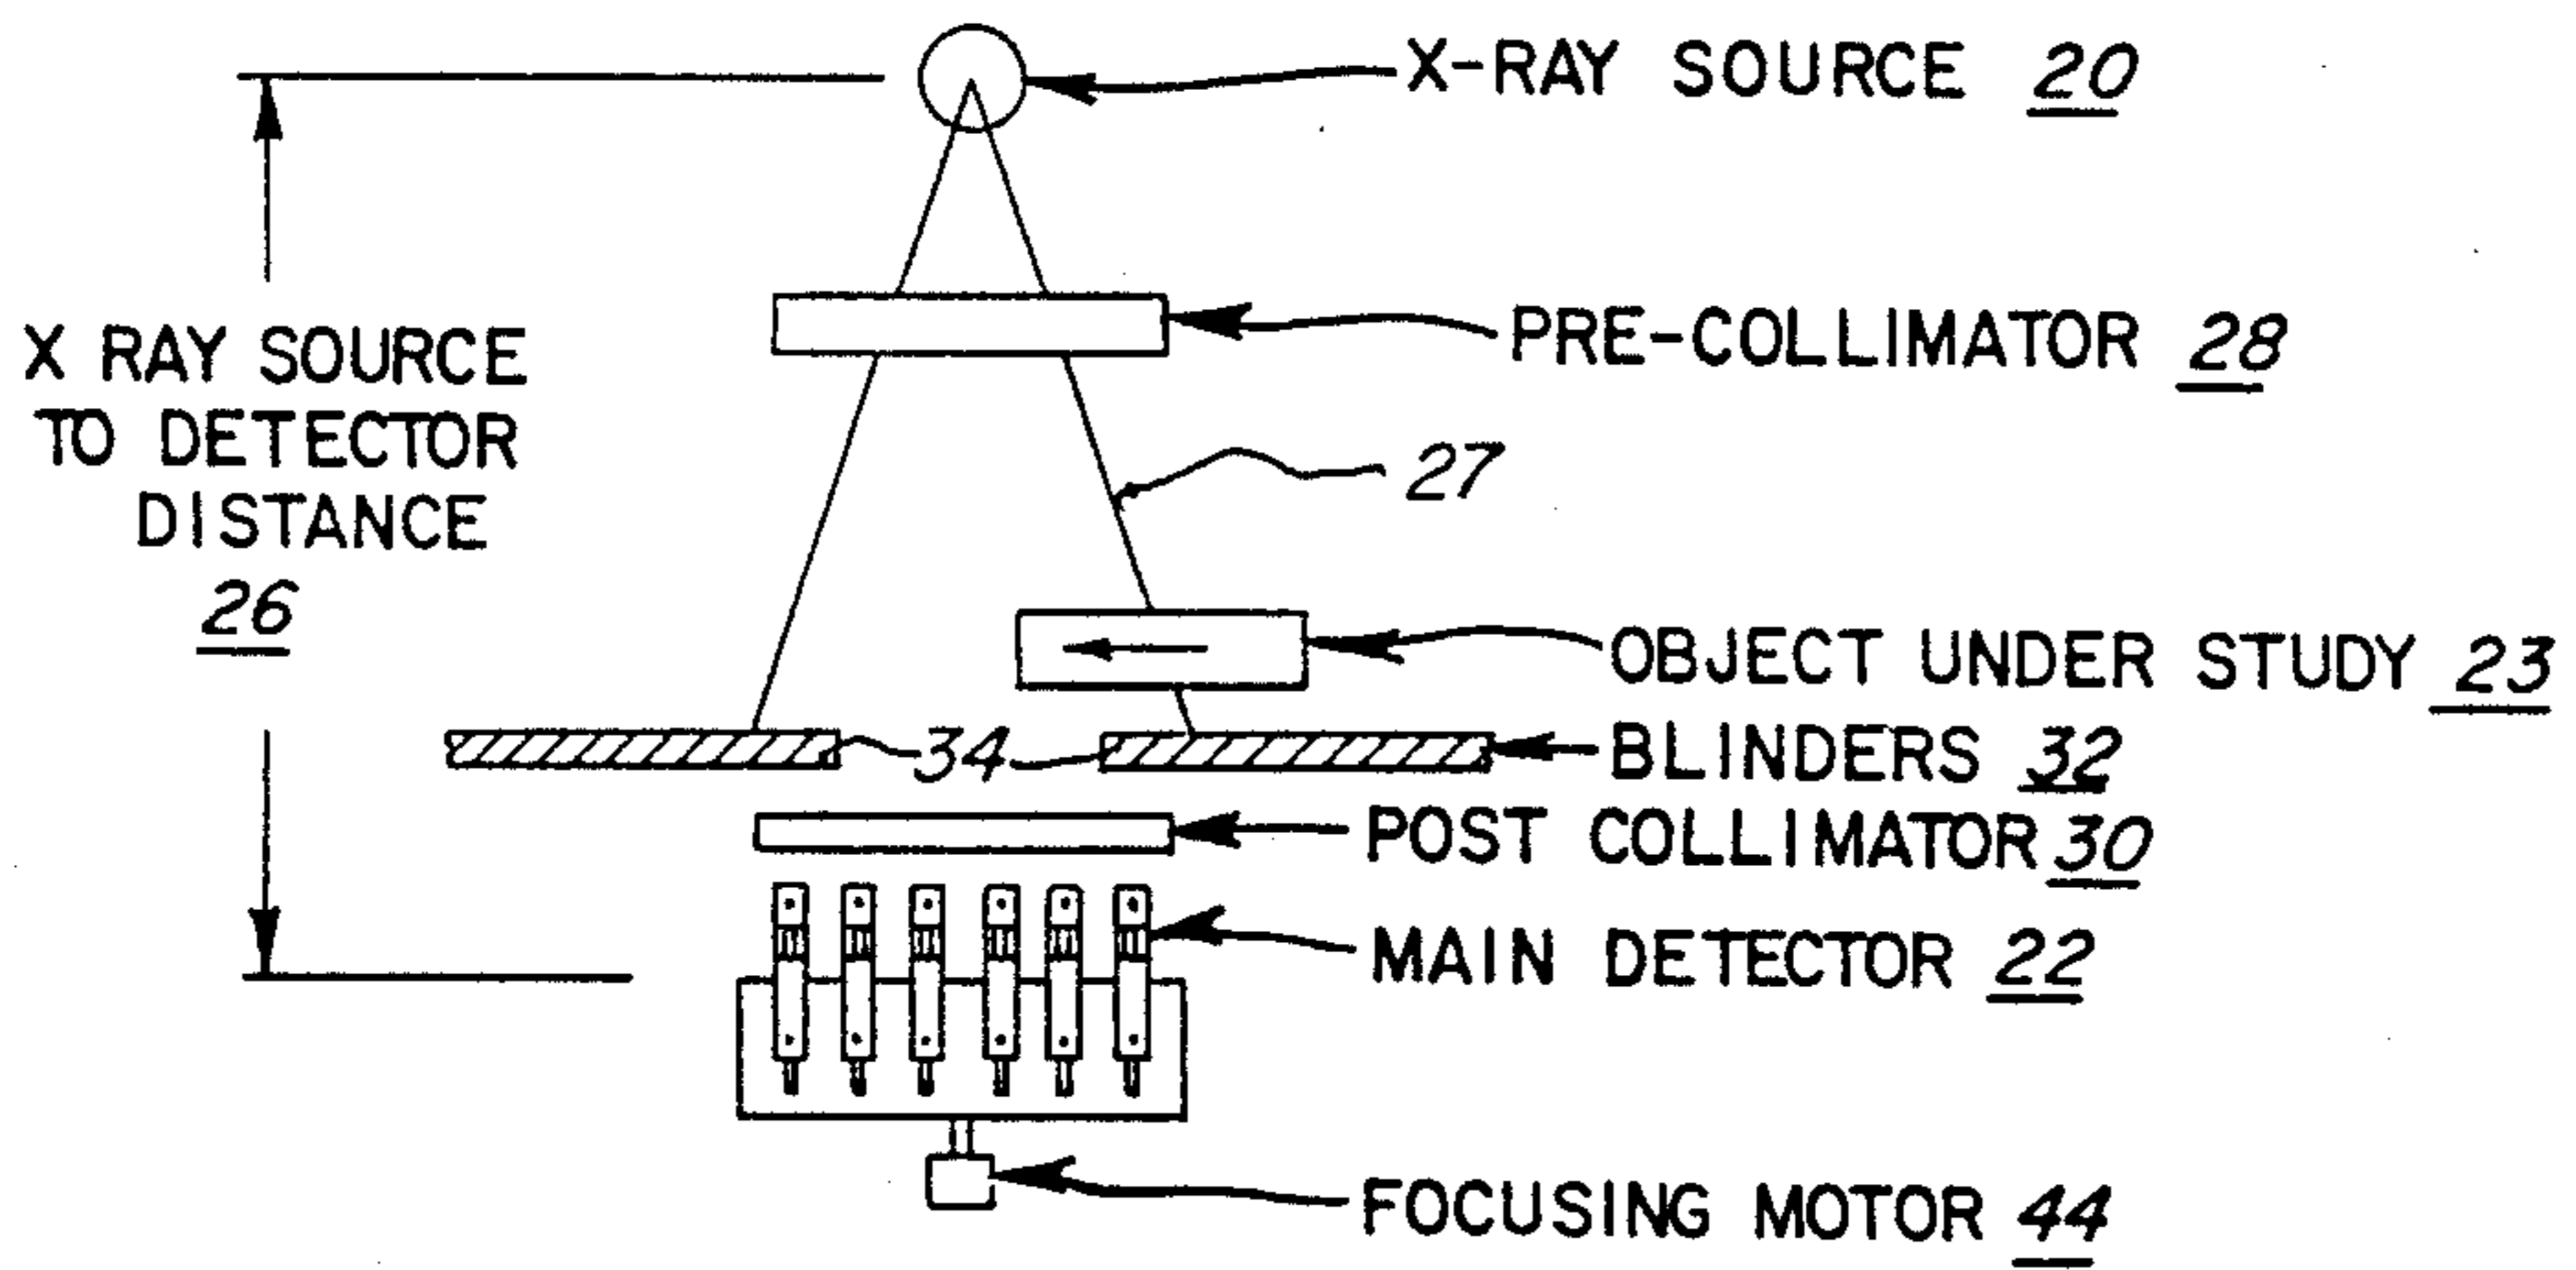 X-RAY SOURCE 20
PRE-COLLIMATOR 28
X RAY SOURCE
TO DETECTOR
DISTANCE
26
27
OBJECT UNDER STUDY 23
34
BLINDERS 32
POST COLLIMATOR 30
MAIN DETECTOR 22
FOCUSING MOTOR 44